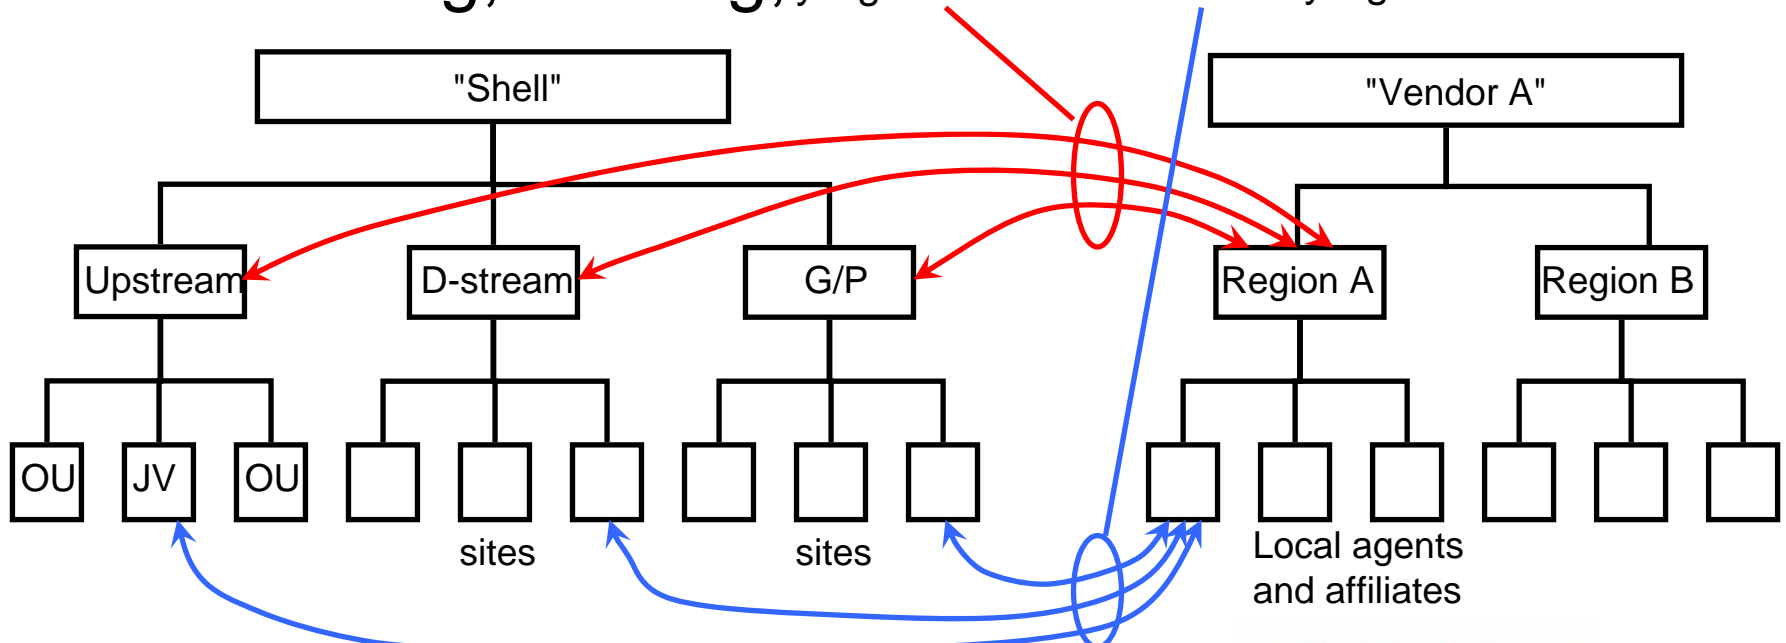 "Shell"
"Vendor A"
Upstream
D-stream
G/P
Region A
Region B
OU
JV
OU
sites
sites
Local agents
and affiliates